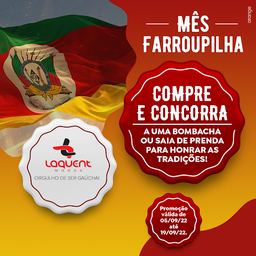 orange
MÊS
FARROUPILHA
COMPRE
E CONCORRA
A UMA BOMBACHA
OU SAIA DE PRENDA
PARA HONRAR AS
TRADIÇÕES!
Laquent
MODAS
ORGULHO DE SER GAÚCHA!
Promoção
válida de
05/09/22
até
19/09/22.